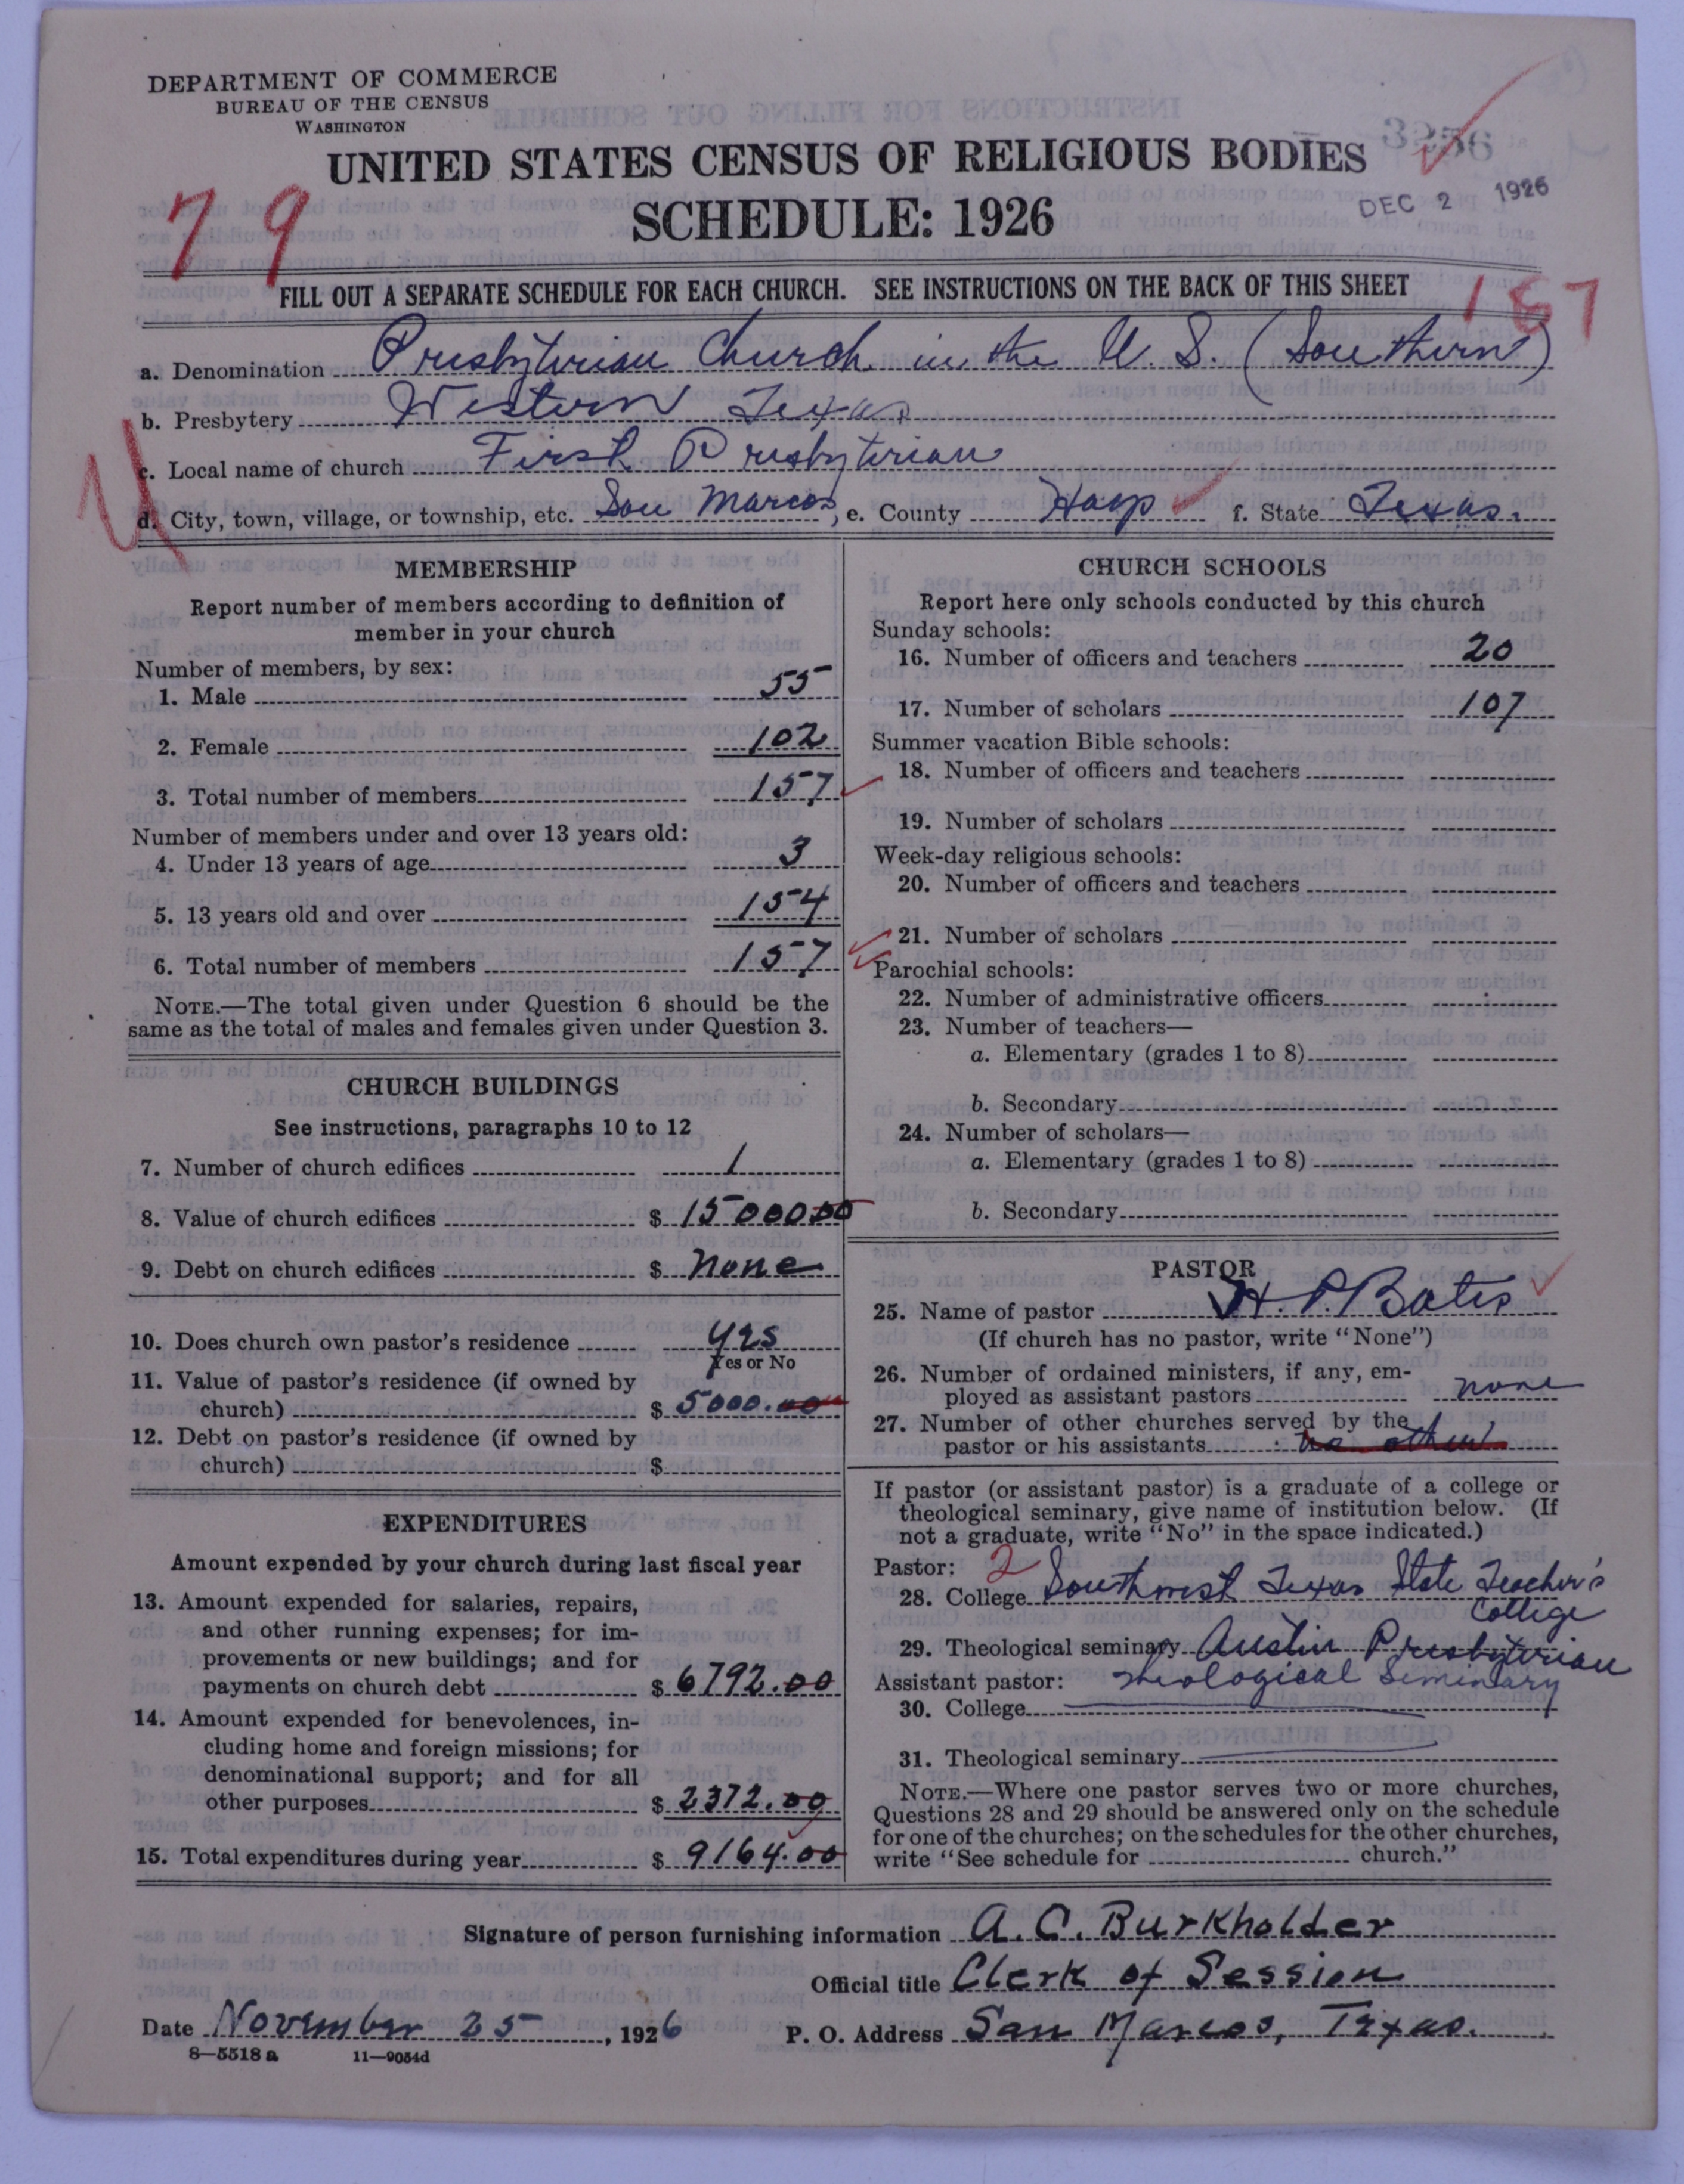 DEPARTMENT OF COMMERCE
BUREAU OF THE CENSUS
WASHINGTON
UNITED STATES CENSUS OF RELIGIOUS BODIES
3256
SCHEDULE: 1926
DEC 2 1926
79
FILL OUT A SEPARATE SCHEDULE FOR EACH CHURCH. SEE INSTRUCTIONS ON THE BACK OF THIS SHEET
a. Denomination Presbyterian Church in the U. S. (Southern)
b. Presbytery Western Texas
c. Local name of church First Presbyterian
d. City, town, village, or township, etc. San Marcos, e. County Hays f. State Texas.
MEMBERSHIP
Report number of members according to definition of
member in your church
Number of members, by sex:
1. Male 55
2. Female 102
3. Total number of members 157
Number of members under and over 13 years old:
4. Under 13 years of age 3
5. 13 years old and over 154
6. Total number of members 157
NOTE.—The total given under Question 6 should be the
same as the total of males and females given under Question 3.
CHURCH BUILDINGS
See instructions, paragraphs 10 to 12
7. Number of church edifices 1
8. Value of church edifices $ 15000.00
9. Debt on church edifices $ none
10. Does church own pastor's residence yes
Yes or No
11. Value of pastor's residence (if owned by
church) $ 5000.00
12. Debt on pastor's residence (if owned by
church) $
EXPENDITURES
Amount expended by your church during last fiscal year
13. Amount expended for salaries, repairs,
and other running expenses; for im-
provements or new buildings; and for
payments on church debt $ 6792.00
14. Amount expended for benevolences, in-
cluding home and foreign missions; for
denominational support; and for all
other purposes $ 2372.00
15. Total expenditures during year $ 9164.00
CHURCH SCHOOLS
Report here only schools conducted by this church
Sunday schools:
16. Number of officers and teachers 20
17. Number of scholars 107
Summer vacation Bible schools:
18. Number of officers and teachers
19. Number of scholars
Week-day religious schools:
20. Number of officers and teachers
21. Number of scholars
Parochial schools:
22. Number of administrative officers
23. Number of teachers—
a. Elementary (grades 1 to 8)
b. Secondary
24. Number of scholars—
a. Elementary (grades 1 to 8)
b. Secondary
PASTOR
25. Name of pastor H. P. Bates
(If church has no pastor, write "None")
26. Number of ordained ministers, if any, em-
ployed as assistant pastors none
27. Number of other churches served by the
pastor or his assistants no other
If pastor (or assistant pastor) is a graduate of a college or
theological seminary, give name of institution below. (If
not a graduate, write "No" in the space indicated.)
Pastor: 2
28. College Southwest Texas State Teacher's
College
29. Theological seminary Austin Presbyterian
Assistant pastor: Theological Seminary
30. College
31. Theological seminary
NOTE.—Where one pastor serves two or more churches,
Questions 28 and 29 should be answered only on the schedule
for one of the churches; on the schedules for the other churches,
write "See schedule for church."
Signature of person furnishing information A. C. Burkholder
Official title Clerk of Session
Date November 25, 1926 P. O. Address San Marcos, Texas.
8—5518 a 11—9054d